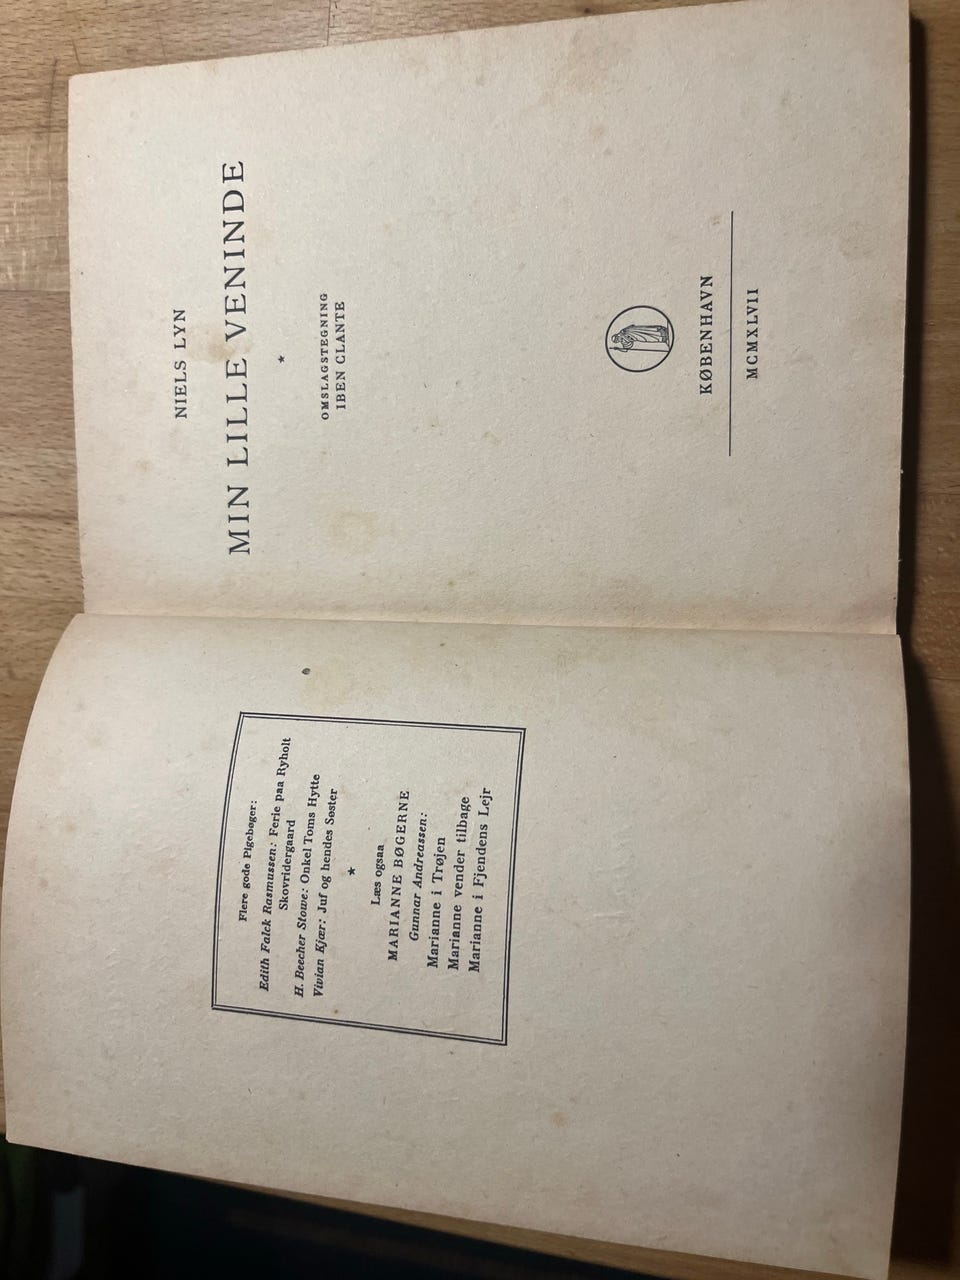 Flere gode Pigebøger:
Edith Falck Rasmussen: Ferie paa Ryholt
Skovridergaard
H. Beecher Stowe: Onkel Toms Hytte
Vivian Kjær: Juf og hendes Søster
★
Læs ogsaa
MARIANNE BØGERNE
Gunnar Andreassen:
Marianne i Trøjen
Marianne vender tilbage
Marianne i Fjendens Lejr
NIELS LYN
MIN LILLE VENINDE
★
OMSLAGSTEGNING
IBEN CLANTE
KØBENHAVN
MCMXLVII